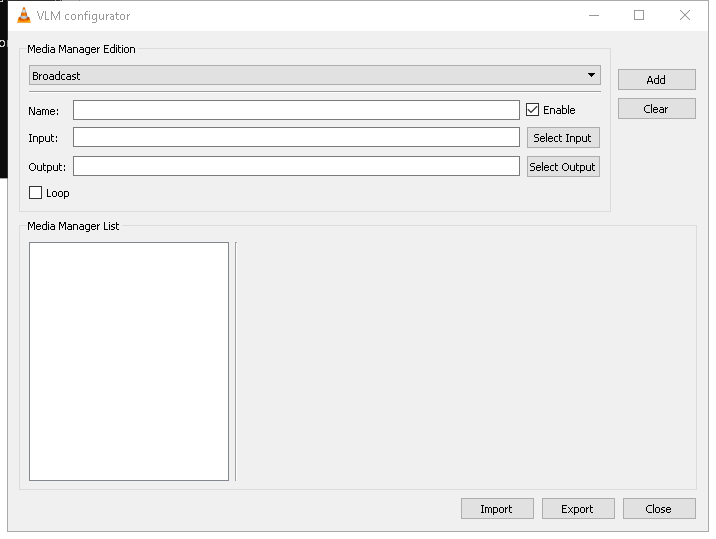 VLM configurator
Media Manager Edition
Broadcast
Add
Name:
Enable
Clear
Input:
Select Input
Output:
Select Output
Loop
Media Manager List
Import
Export
Close